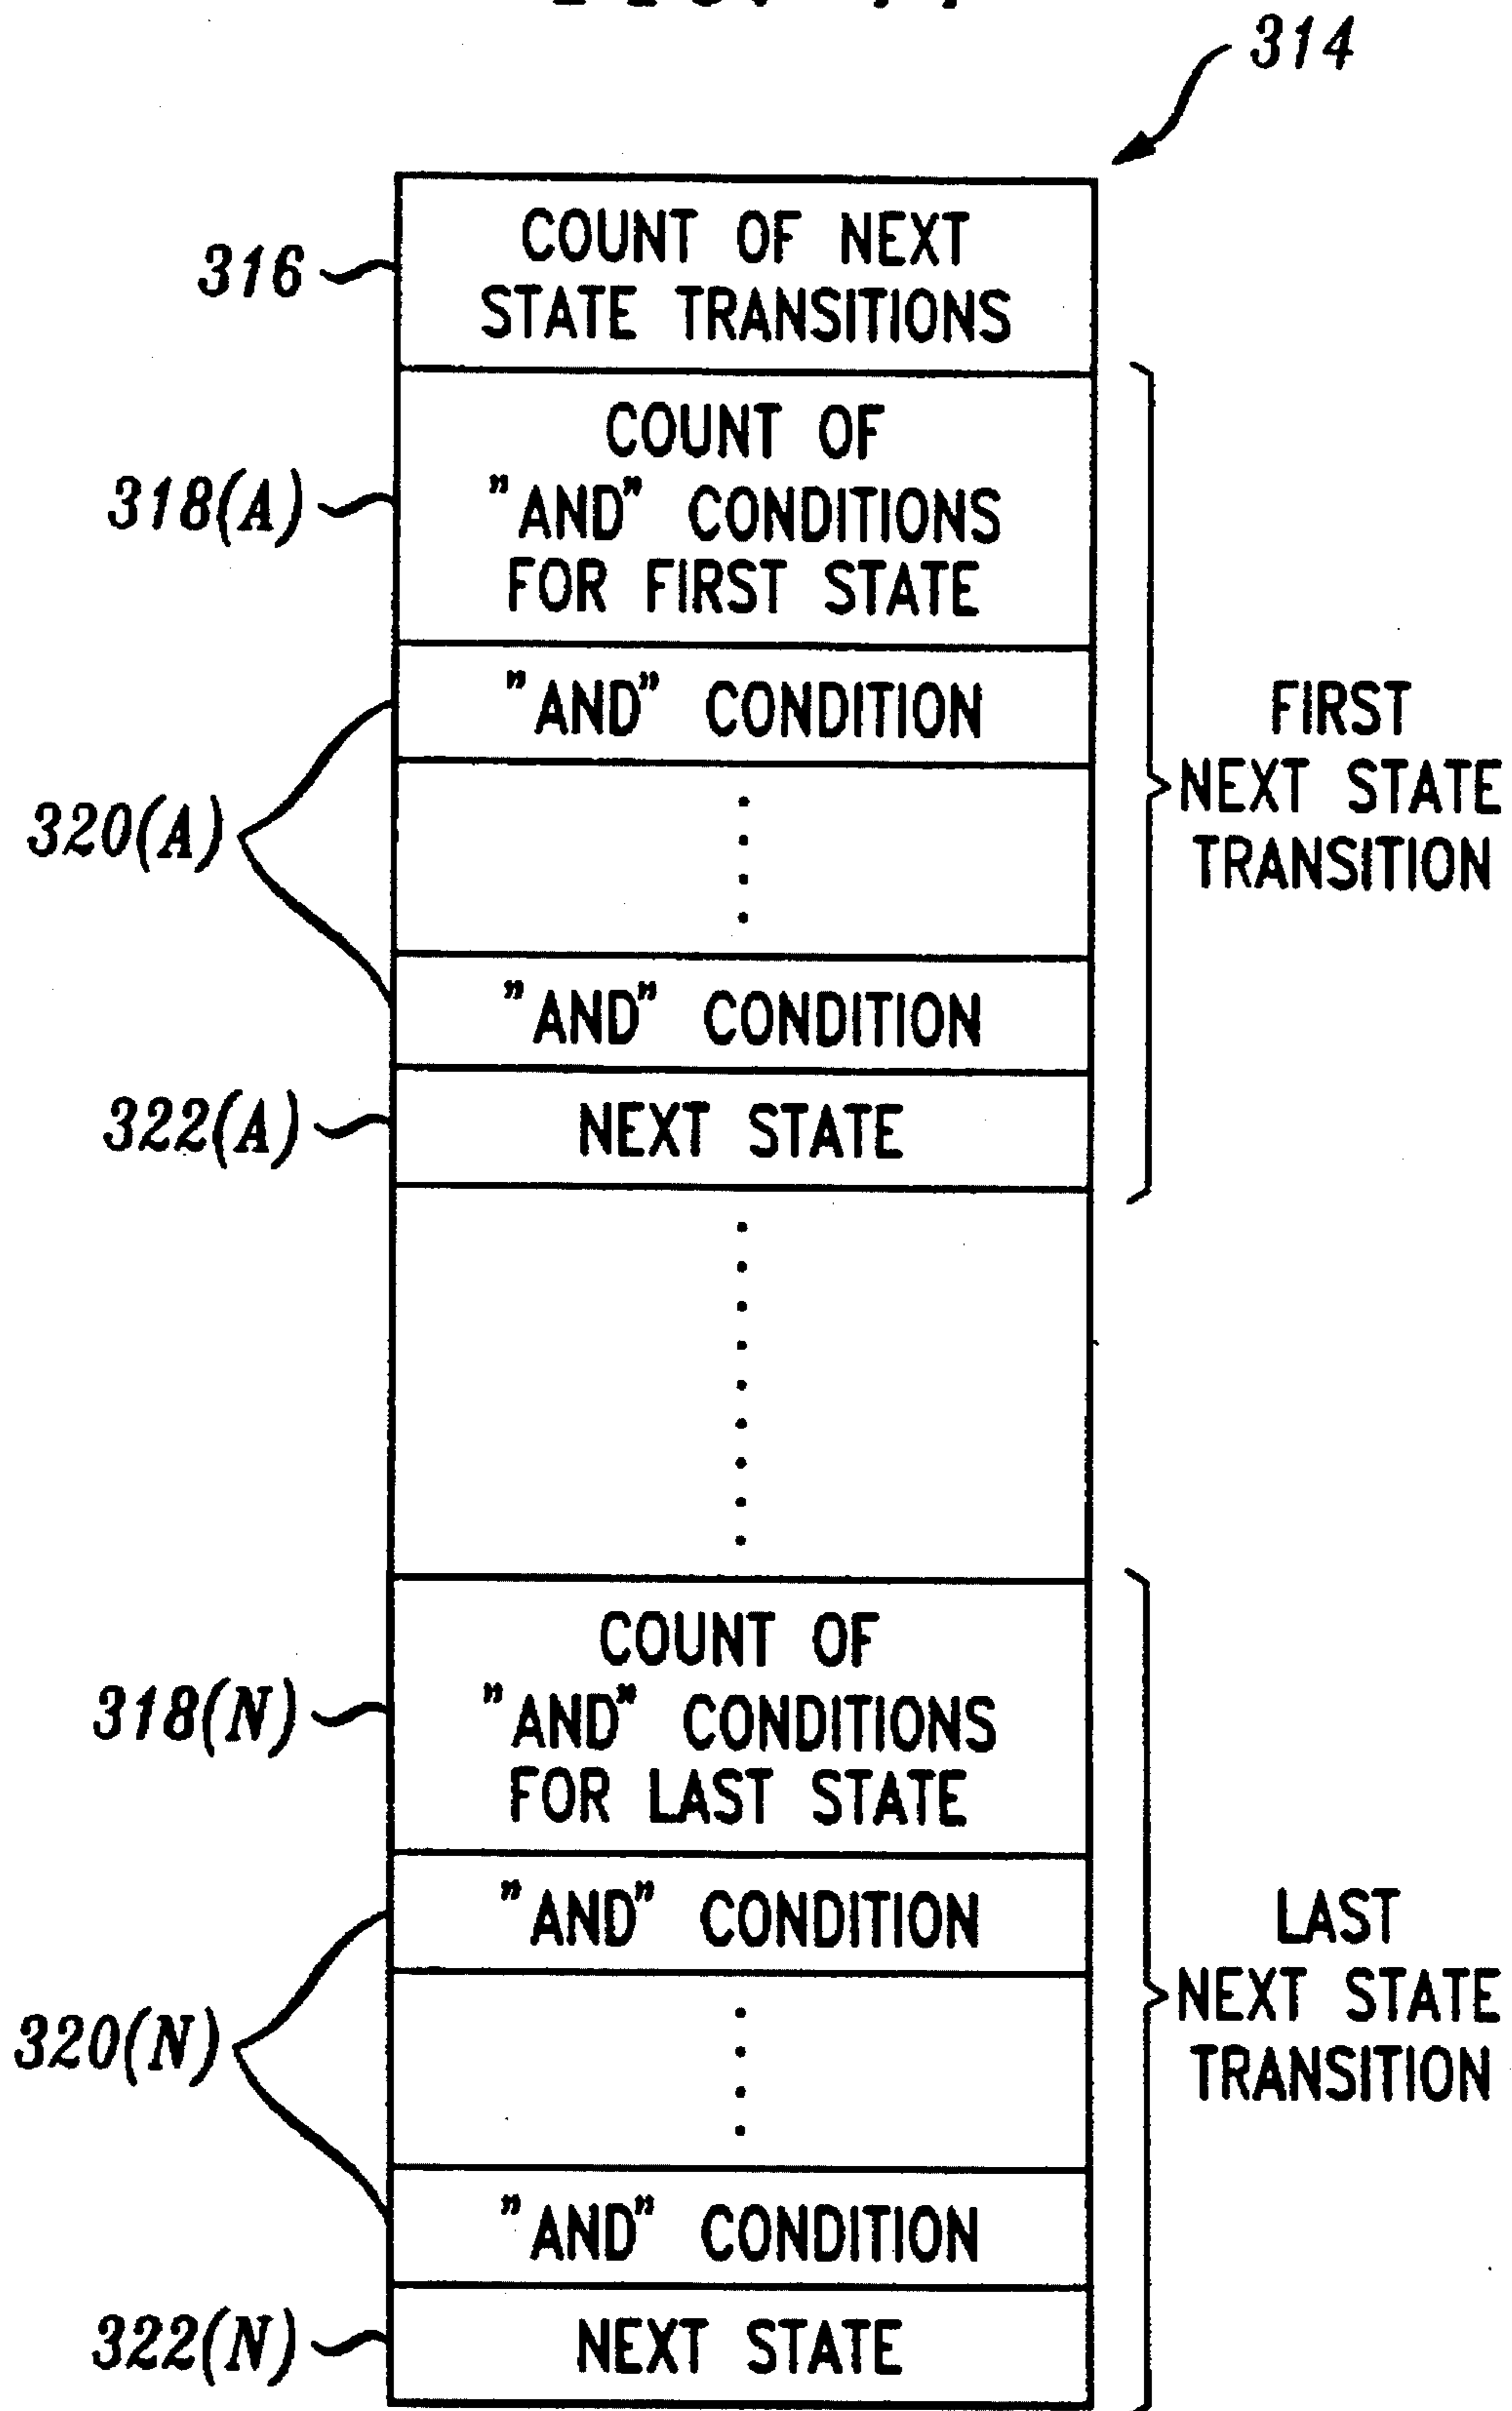 314
316
COUNT OF NEXT
STATE TRANSITIONS
318(A)
COUNT OF
"AND" CONDITIONS
FOR FIRST STATE
320(A)
"AND" CONDITION
"AND" CONDITION
322(A)
NEXT STATE
FIRST
NEXT STATE
TRANSITION
318(N)
COUNT OF
"AND" CONDITIONS
FOR LAST STATE
320(N)
"AND" CONDITION
"AND" CONDITION
322(N)
NEXT STATE
LAST
NEXT STATE
TRANSITION